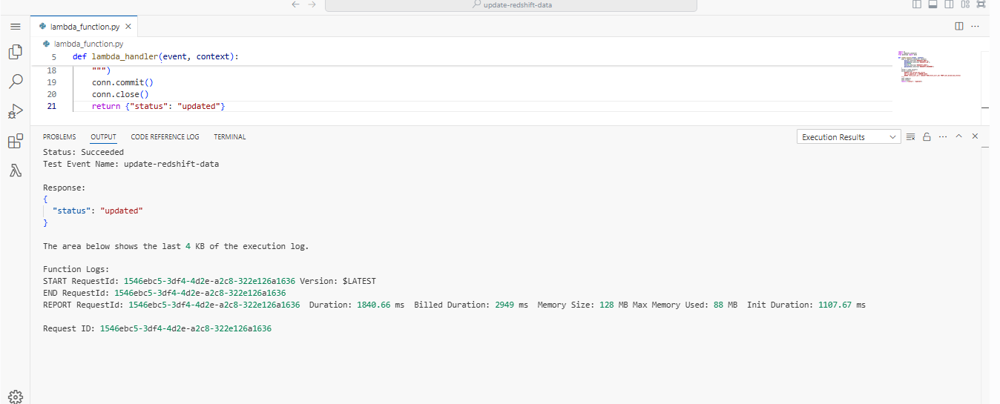 update-redshift-data
lambda_function.py
lambda_function.py
5 def lambda_handler(event, context):
18 """)
19 conn.commit()
20 conn.close()
21 return {"status": "updated"}
PROBLEMS OUTPUT CODE REFERENCE LOG TERMINAL Execution Results
Status: Succeeded
Test Event Name: update-redshift-data
Response:
{
"status": "updated"
}
The area below shows the last 4 KB of the execution log.
Function Logs:
START RequestId: 1546ebc5-3df4-4d2e-a2c8-322e126a1636 Version: $LATEST
END RequestId: 1546ebc5-3df4-4d2e-a2c8-322e126a1636
REPORT RequestId: 1546ebc5-3df4-4d2e-a2c8-322e126a1636 Duration: 1840.66 ms Billed Duration: 2949 ms Memory Size: 128 MB Max Memory Used: 88 MB Init Duration: 1107.67 ms
Request ID: 1546ebc5-3df4-4d2e-a2c8-322e126a1636